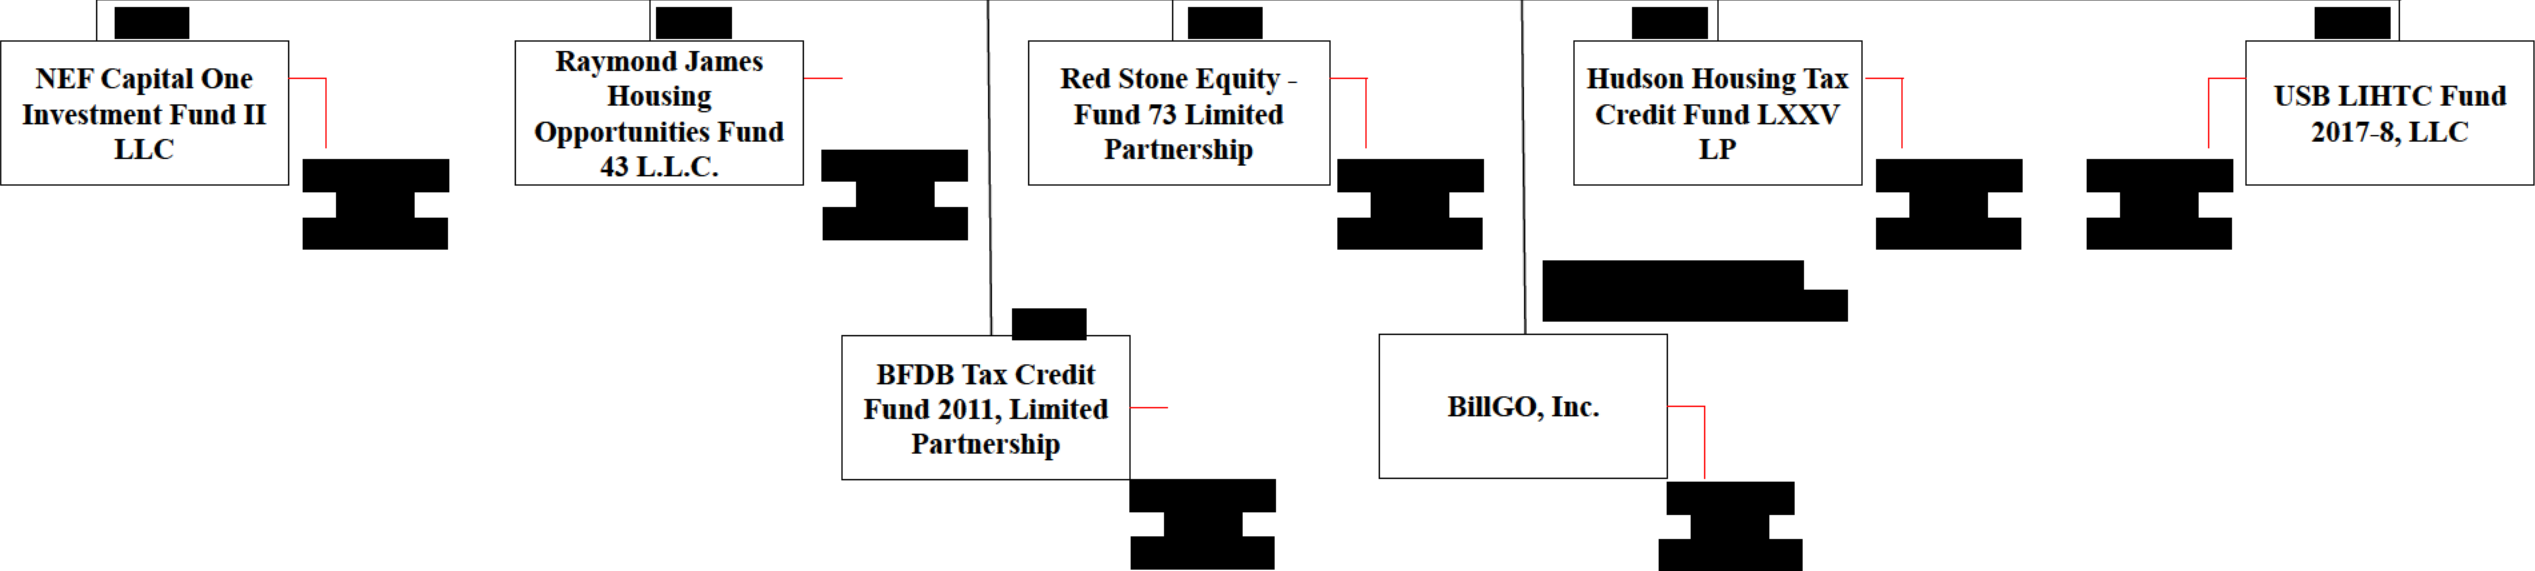 NEF Capital One
Investment Fund II
LLC
Raymond James
Housing
Opportunities Fund
43 L.L.C.
Red Stone Equity -
Fund 73 Limited
Partnership
Hudson Housing Tax
Credit Fund LXXV
LP
USB LIHTC Fund
2017-8, LLC
BFDB Tax Credit
Fund 2011, Limited
Partnership
BillGO, Inc.